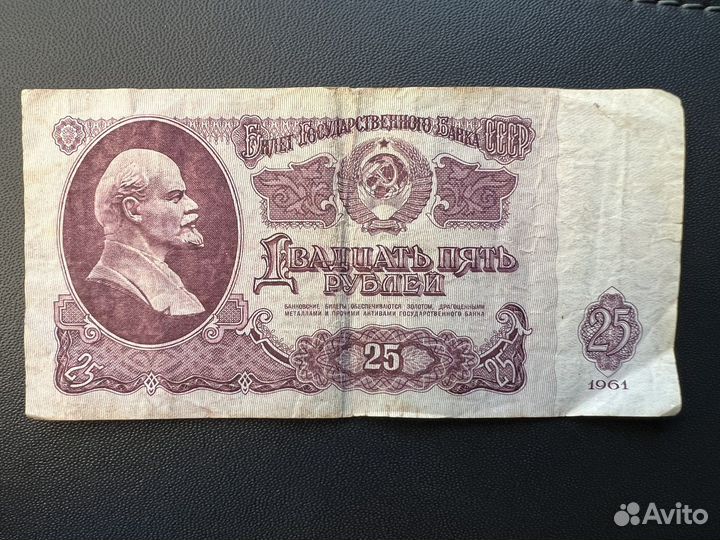 Билет Государственного Банка СССР
Двадцать пять
рублей
БАНКОВСКИЕ БИЛЕТЫ ОБЕСПЕЧИВАЮТСЯ ЗОЛОТОМ, ДРАГОЦЕННЫМИ
МЕТАЛЛАМИ И ПРОЧИМИ АКТИВАМИ ГОСУДАРСТВЕННОГО БАНКА
25
25
25
25
1961
Avito